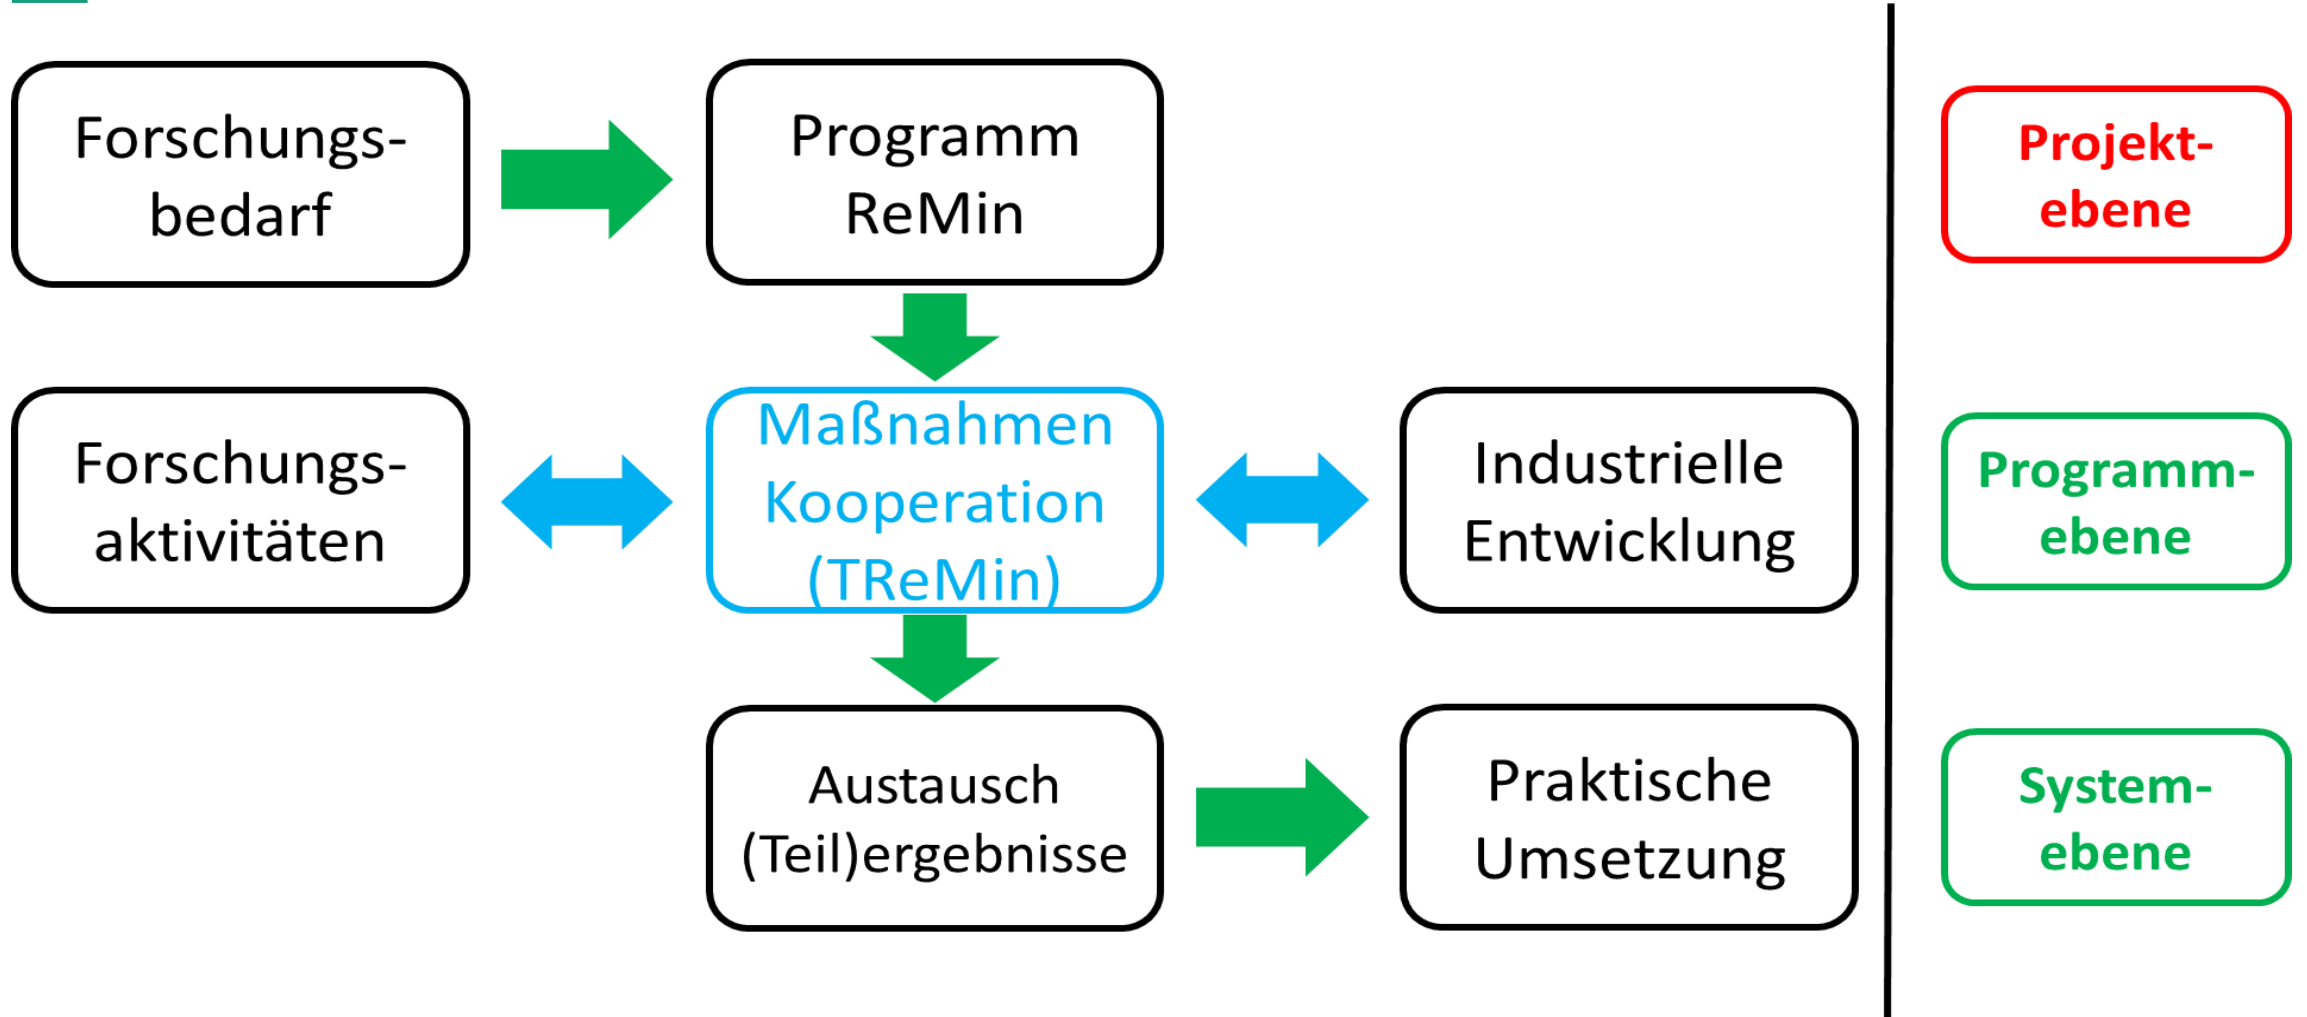 Forschungs-
bedarf
Programm
ReMin
Projekt-
ebene
Forschungs-
aktivitäten
Maßnahmen
Kooperation
(TReMin)
Industrielle
Entwicklung
Programm-
ebene
Austausch
(Teil)ergebnisse
Praktische
Umsetzung
System-
ebene